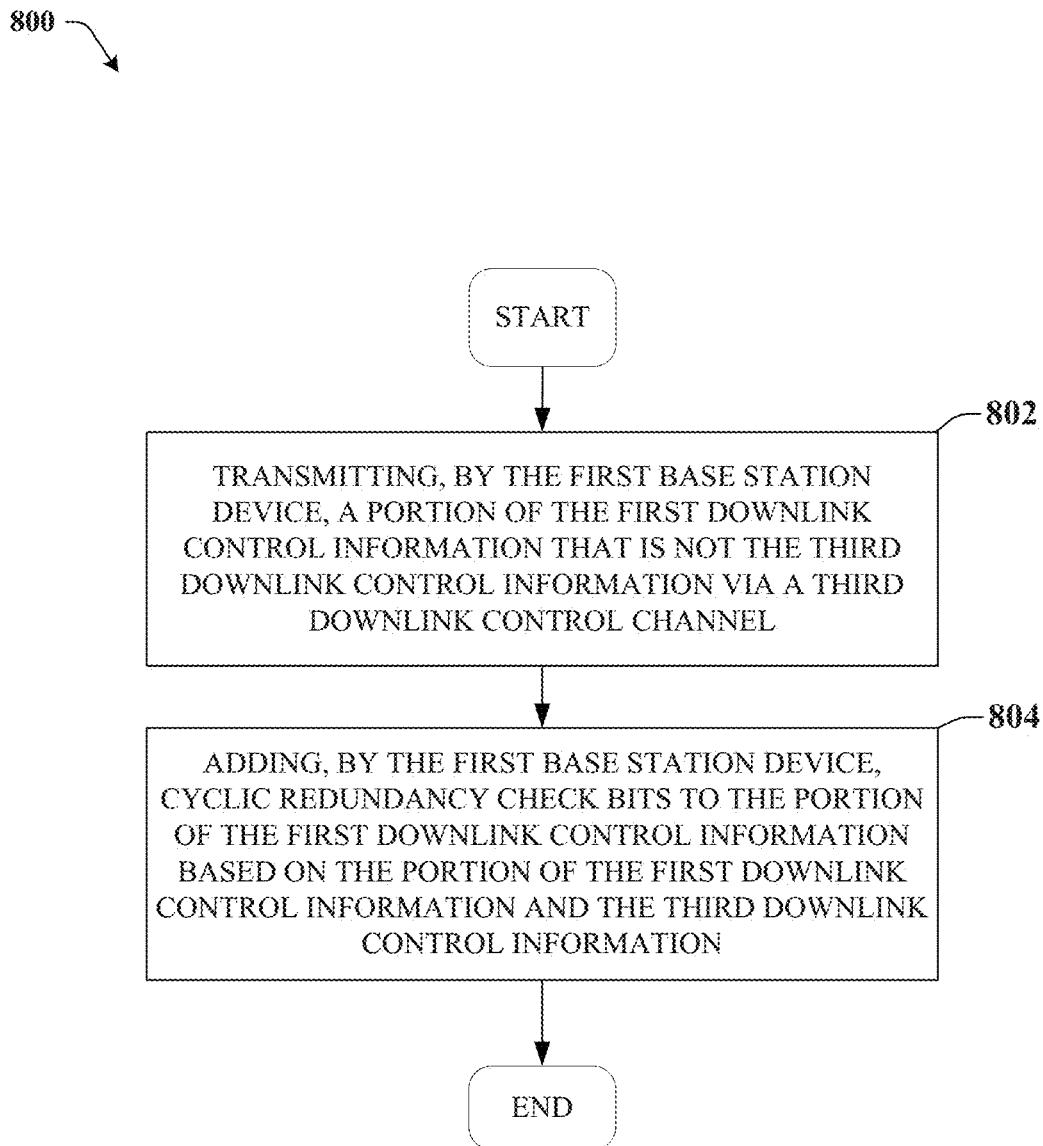 800
START
802
TRANSMITTING, BY THE FIRST BASE STATION
DEVICE, A PORTION OF THE FIRST DOWNLINK
CONTROL INFORMATION THAT IS NOT THE THIRD
DOWNLINK CONTROL INFORMATION VIA A THIRD
DOWNLINK CONTROL CHANNEL
804
ADDING, BY THE FIRST BASE STATION DEVICE,
CYCLIC REDUNDANCY CHECK BITS TO THE PORTION
OF THE FIRST DOWNLINK CONTROL INFORMATION
BASED ON THE PORTION OF THE FIRST DOWNLINK
CONTROL INFORMATION AND THE THIRD DOWNLINK
CONTROL INFORMATION
END